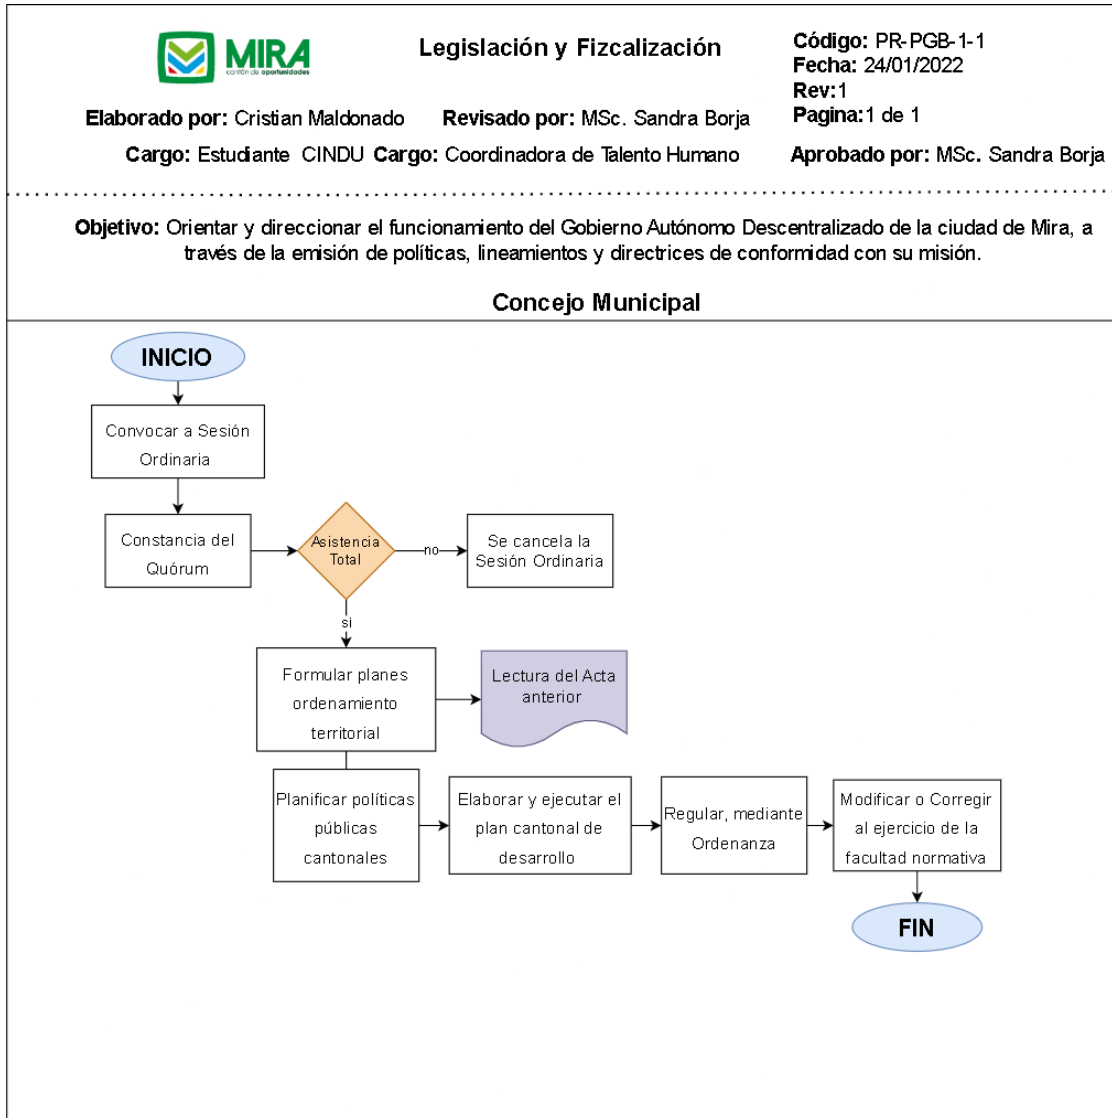 MIRA
cantón de oportunidades
Legislación y Fizcalización
Código: PR-PGB-1-1
Fecha: 24/01/2022
Rev:1
Pagina:1 de 1
Elaborado por: Cristian Maldonado
Revisado por: MSc. Sandra Borja
Cargo: Estudiante CINDU
Cargo: Coordinadora de Talento Humano
Aprobado por: MSc. Sandra Borja
Objetivo: Orientar y direccionar el funcionamiento del Gobierno Autónomo Descentralizado de la ciudad de Mira, a
través de la emisión de políticas, lineamientos y directrices de conformidad con su misión.
Concejo Municipal
INICIO
Convocar a Sesión
Ordinaria
Constancia del
Quórum
Asistencia
Total
no
Se cancela la
Sesión Ordinaria
si
Formular planes
ordenamiento
territorial
Lectura del Acta
anterior
Planificar políticas
públicas
cantonales
Elaborar y ejecutar el
plan cantonal de
desarrollo
Regular, mediante
Ordenanza
Modificar o Corregir
al ejercicio de la
facultad normativa
FIN